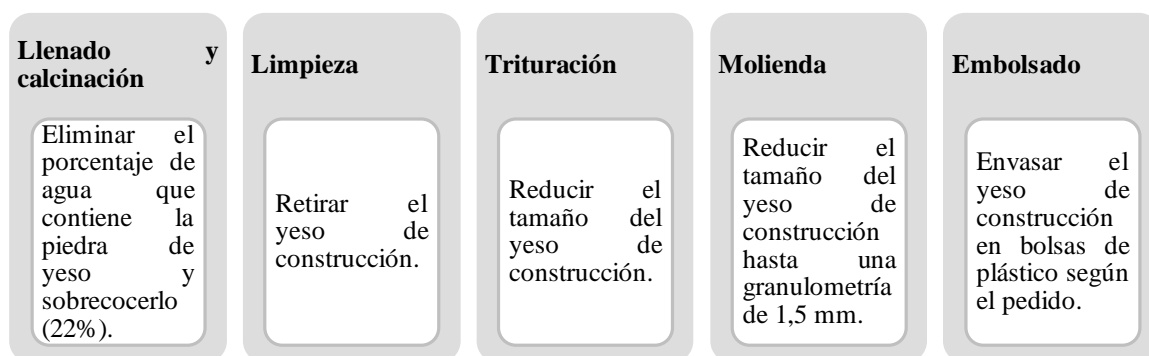 Llenado y
calcinación
Eliminar el
porcentaje de
agua que
contiene la
piedra de
yeso y
sobrecocerlo
(22%).
Limpieza
Retirar el
yeso de
construcción.
Trituración
Reducir el
tamaño del
yeso de
construcción.
Molienda
Reducir el
tamaño del
yeso de
construcción
hasta una
granulometría
de 1,5 mm.
Embolsado
Envasar el
yeso de
construcción
en bolsas de
plástico según
el pedido.